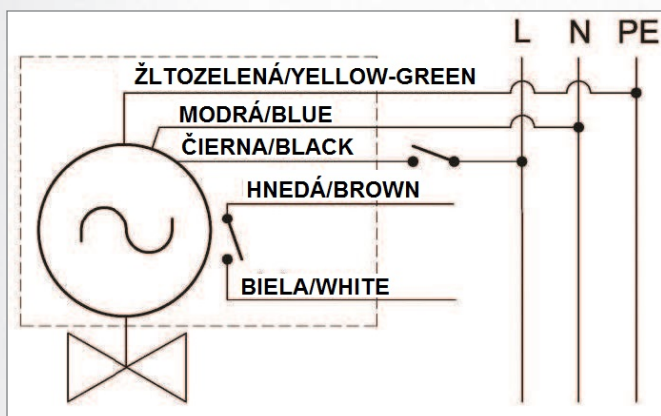 L N PE
ŽLTOZELENÁ/YELLOW-GREEN
MODRÁ/BLUE
ČIERNA/BLACK
HNEDÁ/BROWN
BIELA/WHITE